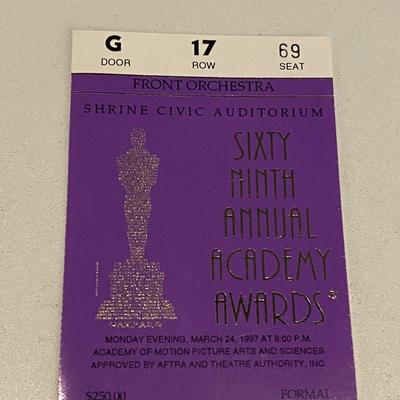 G 17 69
DOOR ROW SEAT
FRONT ORCHESTRA
SHRINE CIVIC AUDITORIUM
SIXTY
NINTH
ANNUAL
ACADEMY
AWARDS®
A.M.P.A.S.®
MONDAY EVENING, MARCH 24, 1997 AT 6:00 P.M.
ACADEMY OF MOTION PICTURE ARTS AND SCIENCES
APPROVED BY AFTRA AND THEATRE AUTHORITY, INC.
$250.00 FORMAL